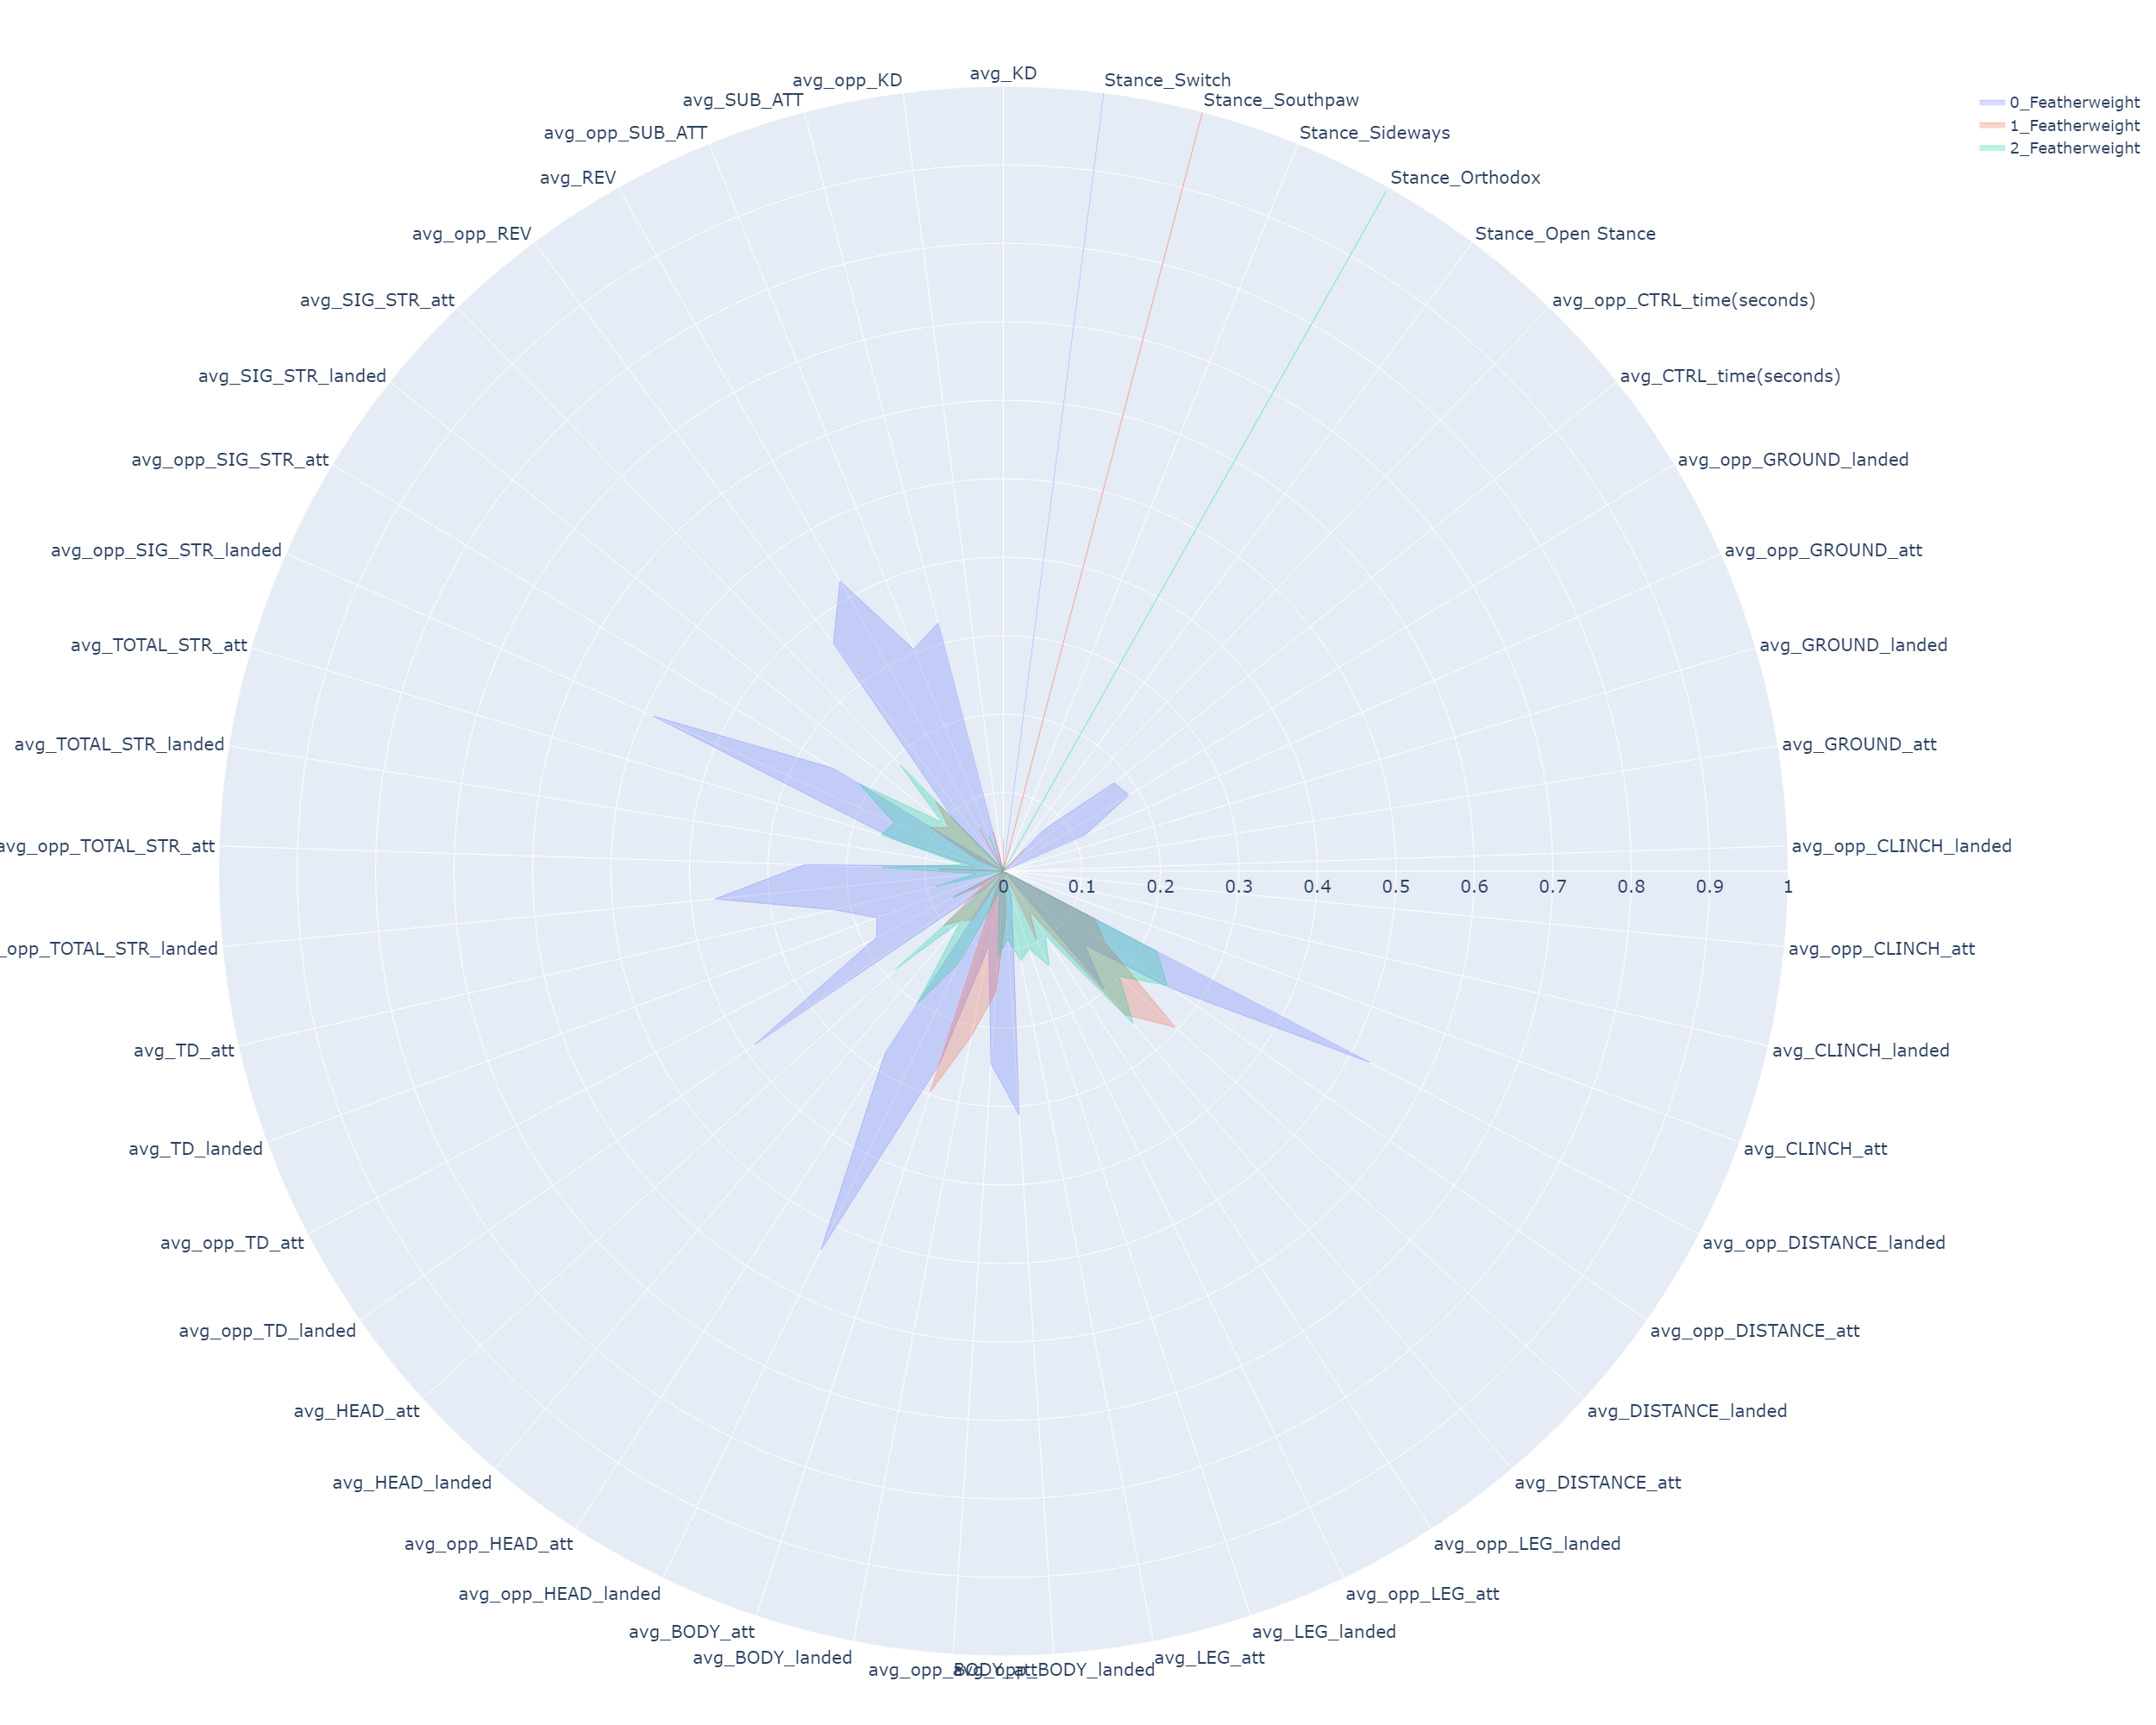 avg_KD
Stance_Switch
Stance_Southpaw
Stance_Sideways
Stance_Orthodox
Stance_Open Stance
avg_opp_CTRL_time(seconds)
avg_CTRL_time(seconds)
avg_opp_GROUND_landed
avg_opp_GROUND_att
avg_GROUND_landed
avg_GROUND_att
avg_opp_CLINCH_landed
avg_opp_CLINCH_att
avg_CLINCH_landed
avg_CLINCH_att
avg_opp_DISTANCE_landed
avg_opp_DISTANCE_att
avg_DISTANCE_landed
avg_DISTANCE_att
avg_opp_LEG_landed
avg_opp_LEG_att
avg_LEG_landed
avg_LEG_att
avg_opp_BODY_landed
avg_opp_BODY_att
avg_BODY_landed
avg_BODY_att
avg_opp_HEAD_landed
avg_opp_HEAD_att
avg_HEAD_landed
avg_HEAD_att
avg_opp_TD_landed
avg_opp_TD_att
avg_TD_landed
avg_TD_att
_opp_TOTAL_STR_landed
avg_opp_TOTAL_STR_att
avg_TOTAL_STR_landed
avg_TOTAL_STR_att
avg_opp_SIG_STR_landed
avg_opp_SIG_STR_att
avg_SIG_STR_landed
avg_SIG_STR_att
avg_opp_REV
avg_REV
avg_opp_SUB_ATT
avg_SUB_ATT
avg_opp_KD
0 0.1 0.2 0.3 0.4 0.5 0.6 0.7 0.8 0.9 1
0_Featherweight
1_Featherweight
2_Featherweight